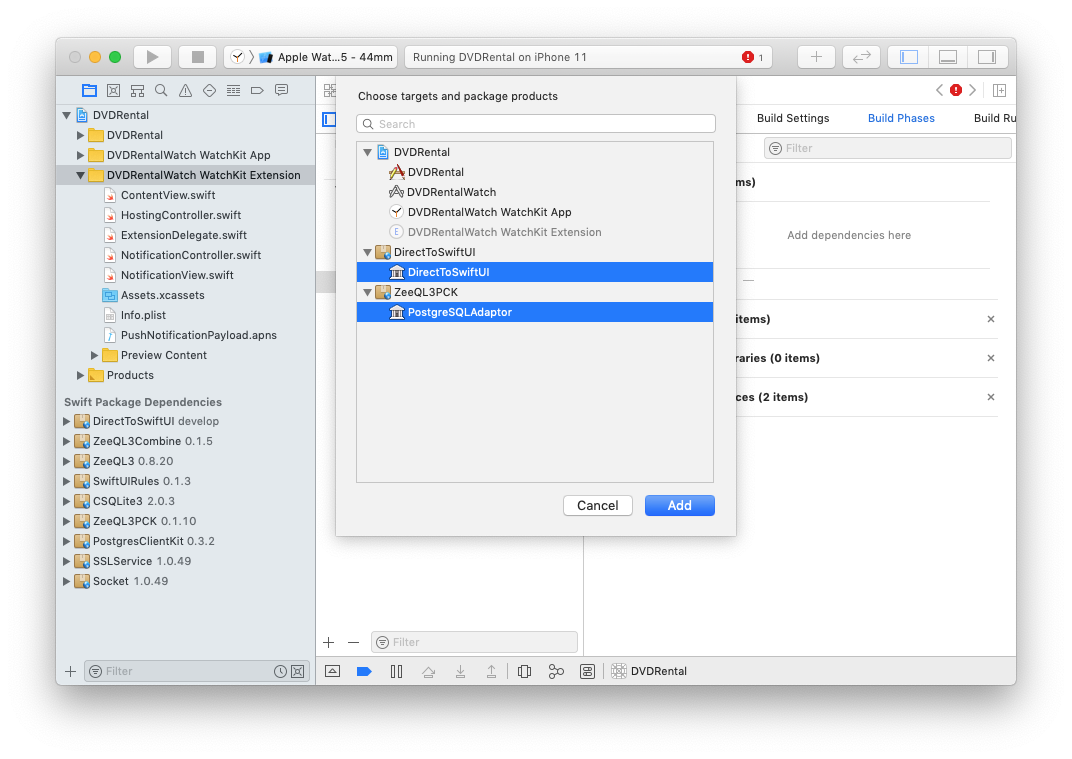 Apple Wat...5 - 44mm
Running DVDRental on iPhone 11
1
DVDRental
DVDRental
DVDRentalWatch WatchKit App
DVDRentalWatch WatchKit Extension
ContentView.swift
HostingController.swift
ExtensionDelegate.swift
NotificationController.swift
NotificationView.swift
Assets.xcassets
Info.plist
PushNotificationPayload.apns
Preview Content
Products
Swift Package Dependencies
DirectToSwiftUI develop
ZeeQL3Combine 0.1.5
ZeeQL3 0.8.20
SwiftUIRules 0.1.3
CSQLite3 2.0.3
ZeeQL3PCK 0.1.10
PostgresClientKit 0.3.2
SSLService 1.0.49
Socket 1.0.49
Filter
Choose targets and package products
Search
DVDRental
DVDRental
DVDRentalWatch
DVDRentalWatch WatchKit App
E DVDRentalWatch WatchKit Extension
DirectToSwiftUI
DirectToSwiftUI
ZeeQL3PCK
PostgreSQLAdaptor
Cancel
Add
Build Settings
Build Phases
Build Ru
Filter
ms)
Add dependencies here
items)
raries (0 items)
ces (2 items)
Filter
DVDRental